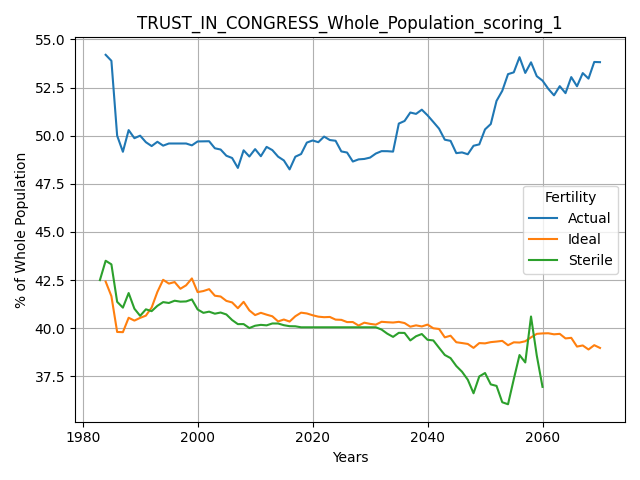 TRUST_IN_CONGRESS_Whole_Population_scoring_1
55.0
52.5
50.0
47.5
45.0
42.5
40.0
37.5
% of Whole Population
Fertility
Actual
Ideal
Sterile
1980 2000 2020 2040 2060
Years